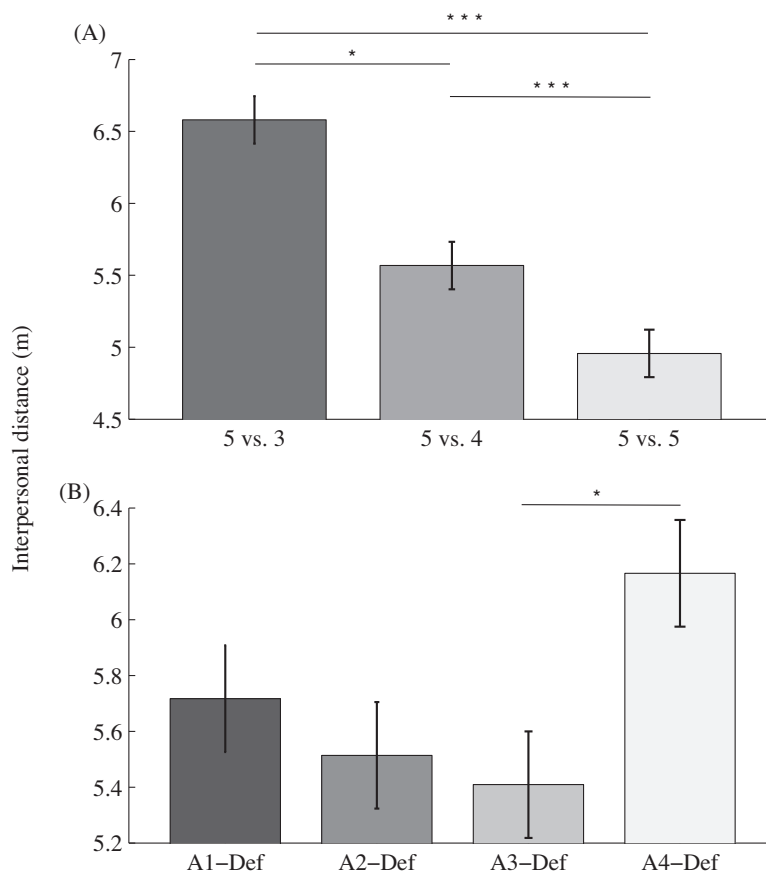 (A)
* * *
*
* * *
7
6.5
6
5.5
5
4.5
5 vs. 3 5 vs. 4 5 vs. 5
Interpersonal distance (m)
(B)
*
6.4
6.2
6
5.8
5.6
5.4
5.2
A1–Def A2–Def A3–Def A4–Def